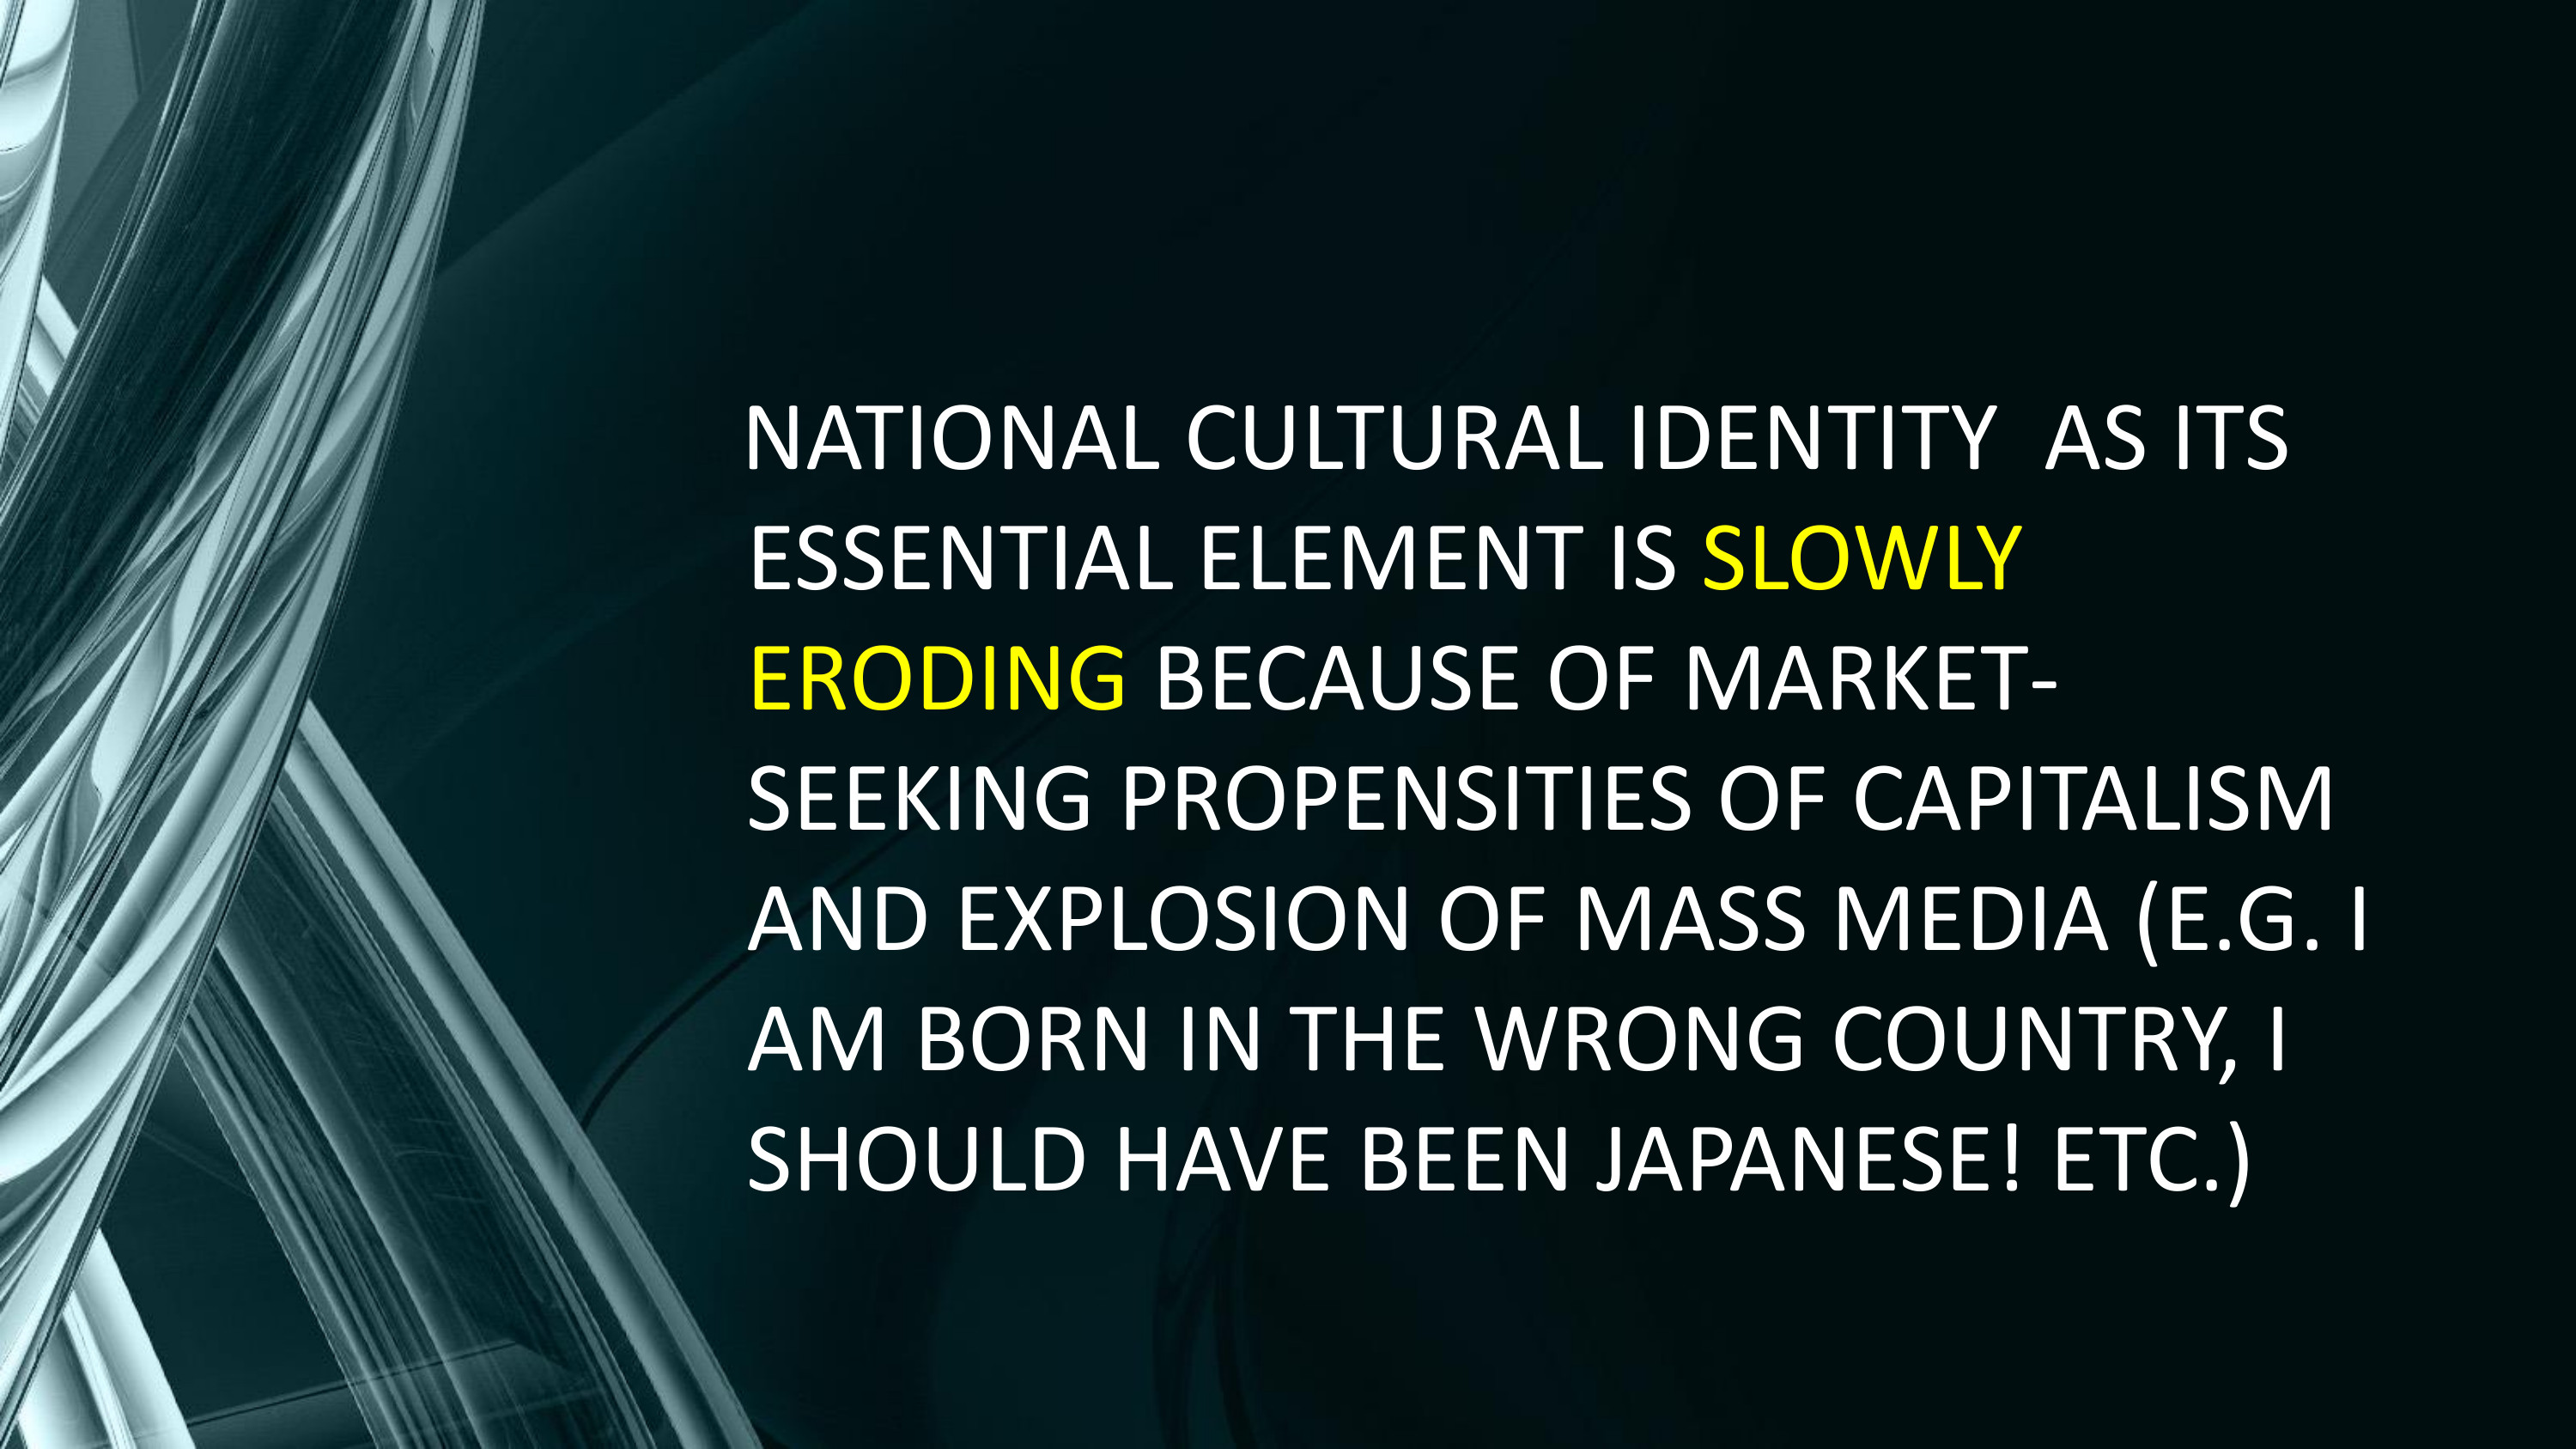 NATIONAL CULTURAL IDENTITY  AS ITS
ESSENTIAL ELEMENT IS SLOWLY
ERODING BECAUSE OF MARKET-
SEEKING PROPENSITIES OF CAPITALISM
AND EXPLOSION OF MASS MEDIA (E.G. I
AM BORN IN THE WRONG COUNTRY, I
SHOULD HAVE BEEN JAPANESE! ETC.)